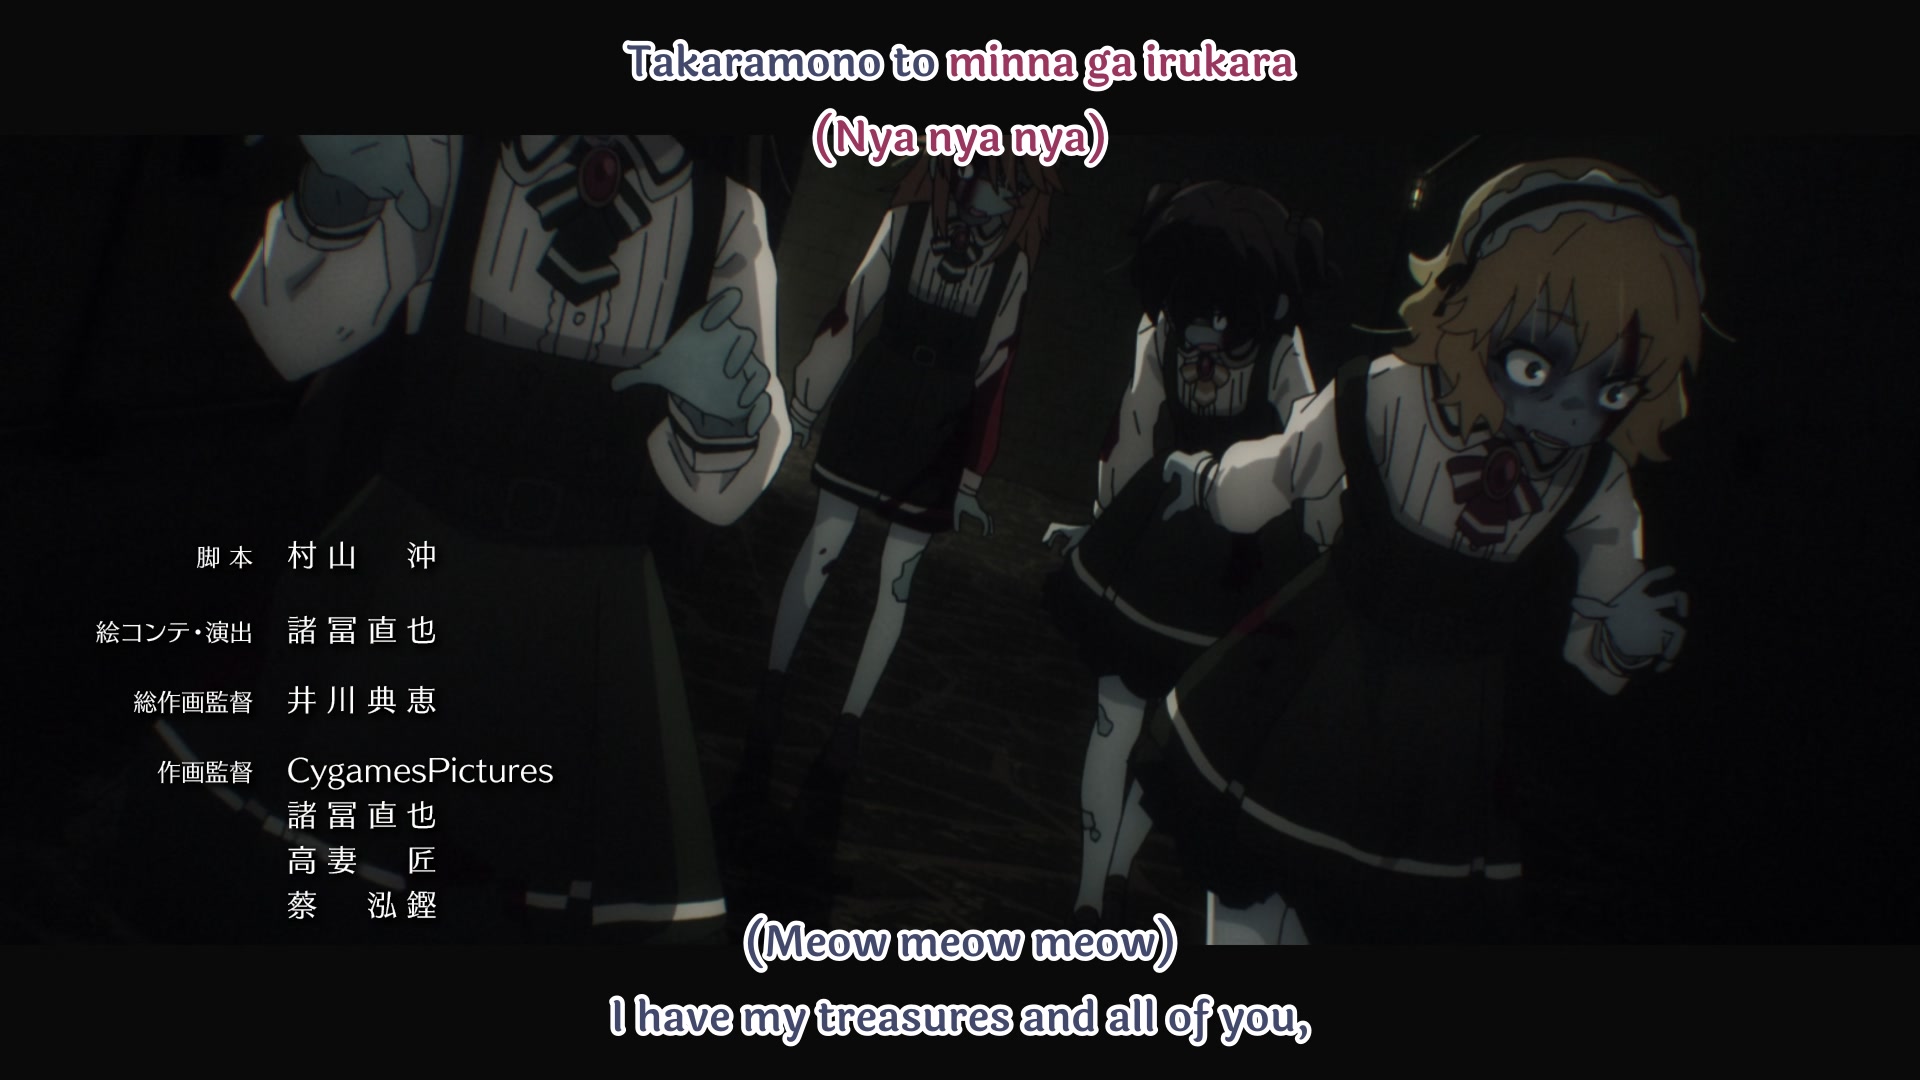 Takaramono to minna ga irukara
(Nya nya nya)
脚本 村山 沖
絵コンテ・演出 諸冨直也
総作画監督 井川典恵
作画監督 CygamesPictures
諸冨直也
高妻 匠
蔡 泓鏗
(Meow meow meow)
I have my treasures and all of you,